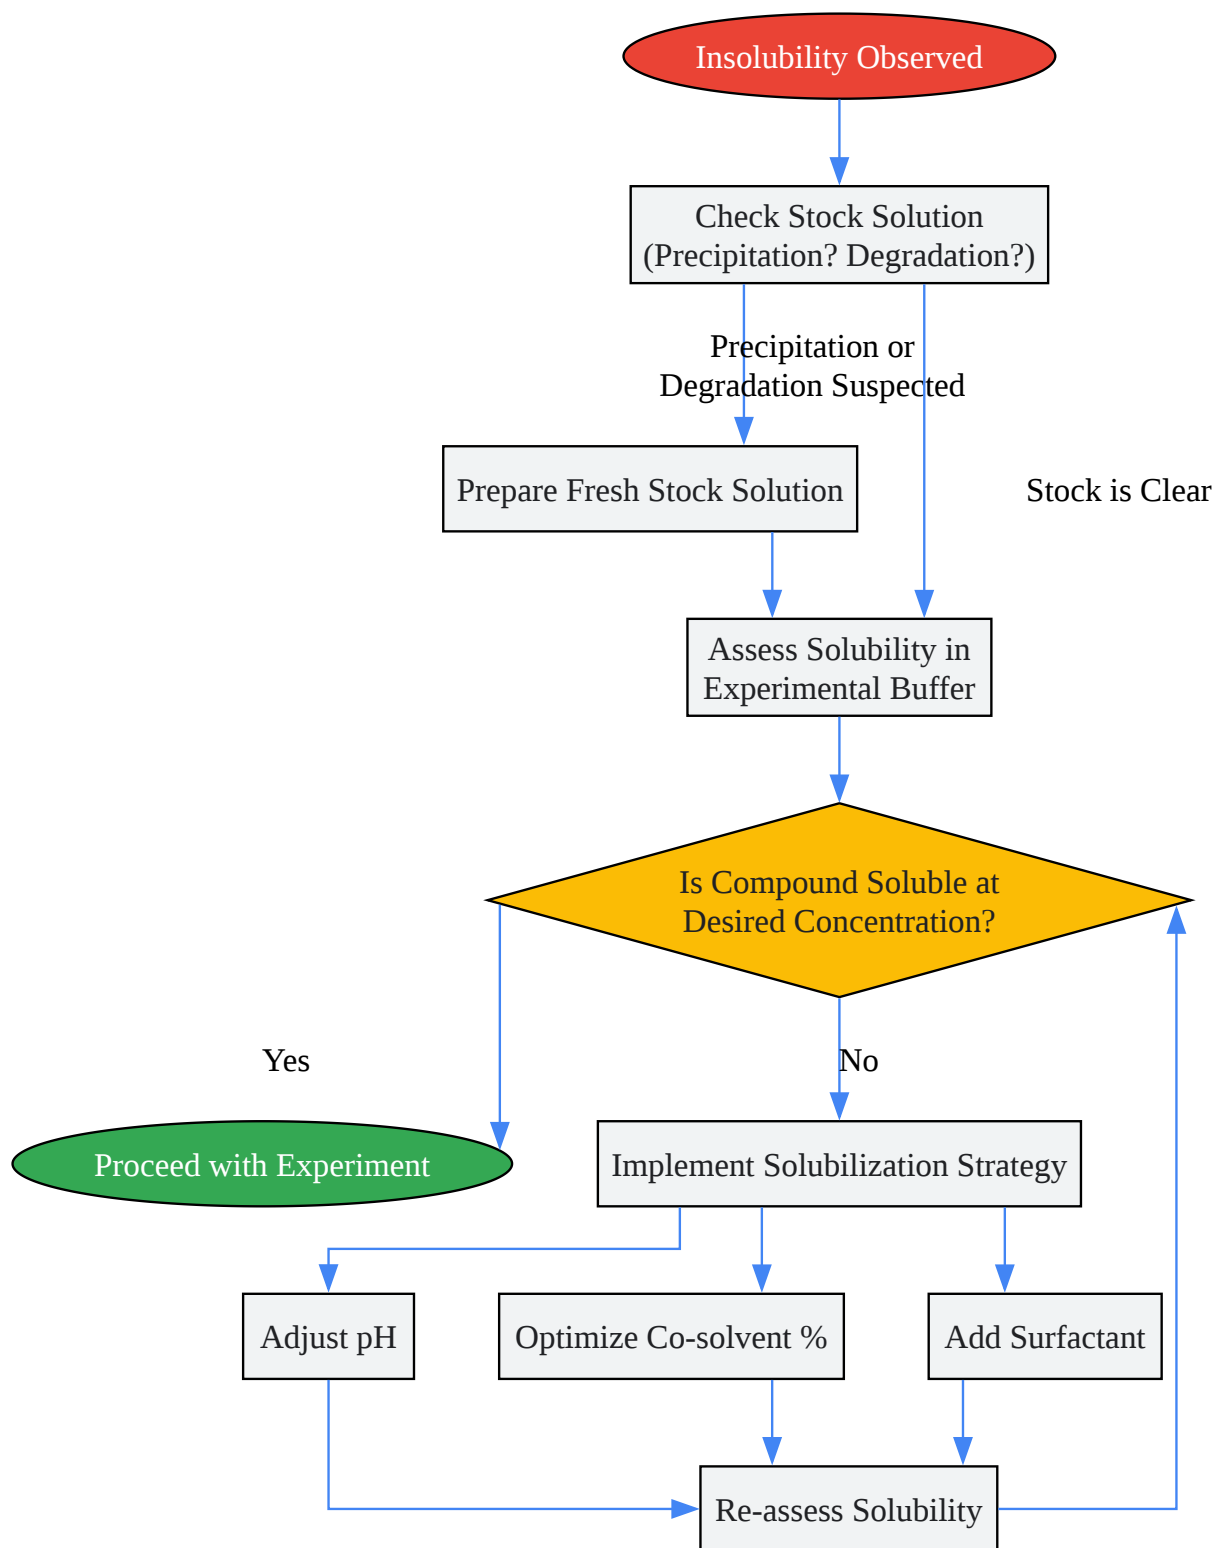 Insolubility Observed
Check Stock Solution
(Precipitation? Degradation?)
Precipitation or
Degradation Suspected
Prepare Fresh Stock Solution
Stock is Clear
Assess Solubility in
Experimental Buffer
Is Compound Soluble at
Desired Concentration?
Yes
No
Proceed with Experiment
Implement Solubilization Strategy
Adjust pH
Optimize Co-solvent %
Add Surfactant
Re-assess Solubility